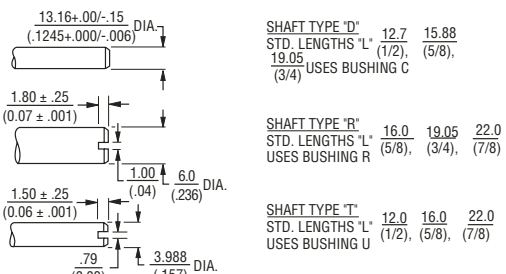 13.16+.00/-.15 DIA.
(.1245+.000/-.006)
SHAFT TYPE "D"
STD. LENGTHS "L" 12.7 15.88
(1/2), (5/8),
19.05 USES BUSHING C
(3/4)
1.80 ± .25
(0.07 ± .001)
1.00
(.04)
6.0 DIA.
(.236)
SHAFT TYPE "R"
STD. LENGTHS "L" 16.0 19.05 22.0
USES BUSHING R (5/8), (3/4), (7/8)
1.50 ± .25
(0.06 ± .001)
.79
3.988 DIA.
(.157)
SHAFT TYPE "T"
STD. LENGTHS "L" 12.0 16.0 22.0
USES BUSHING U (1/2), (5/8), (7/8)